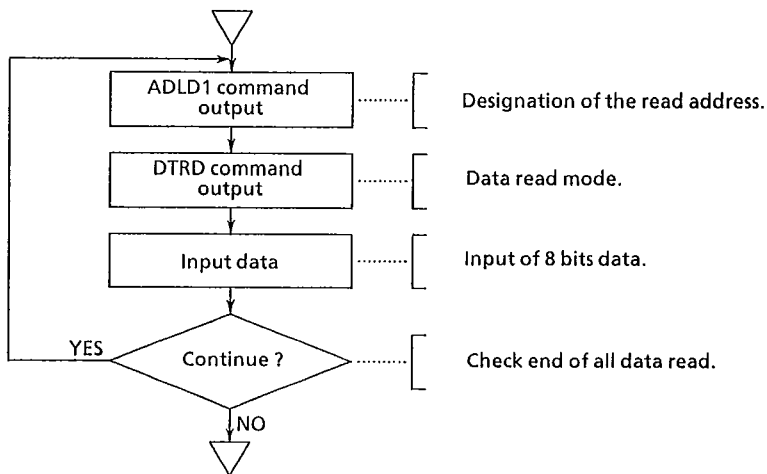 ADLD1 command
output
Designation of the read address.
DTRD command
output
Data read mode.
Input data
Input of 8 bits data.
YES
Continue ?
Check end of all data read.
NO